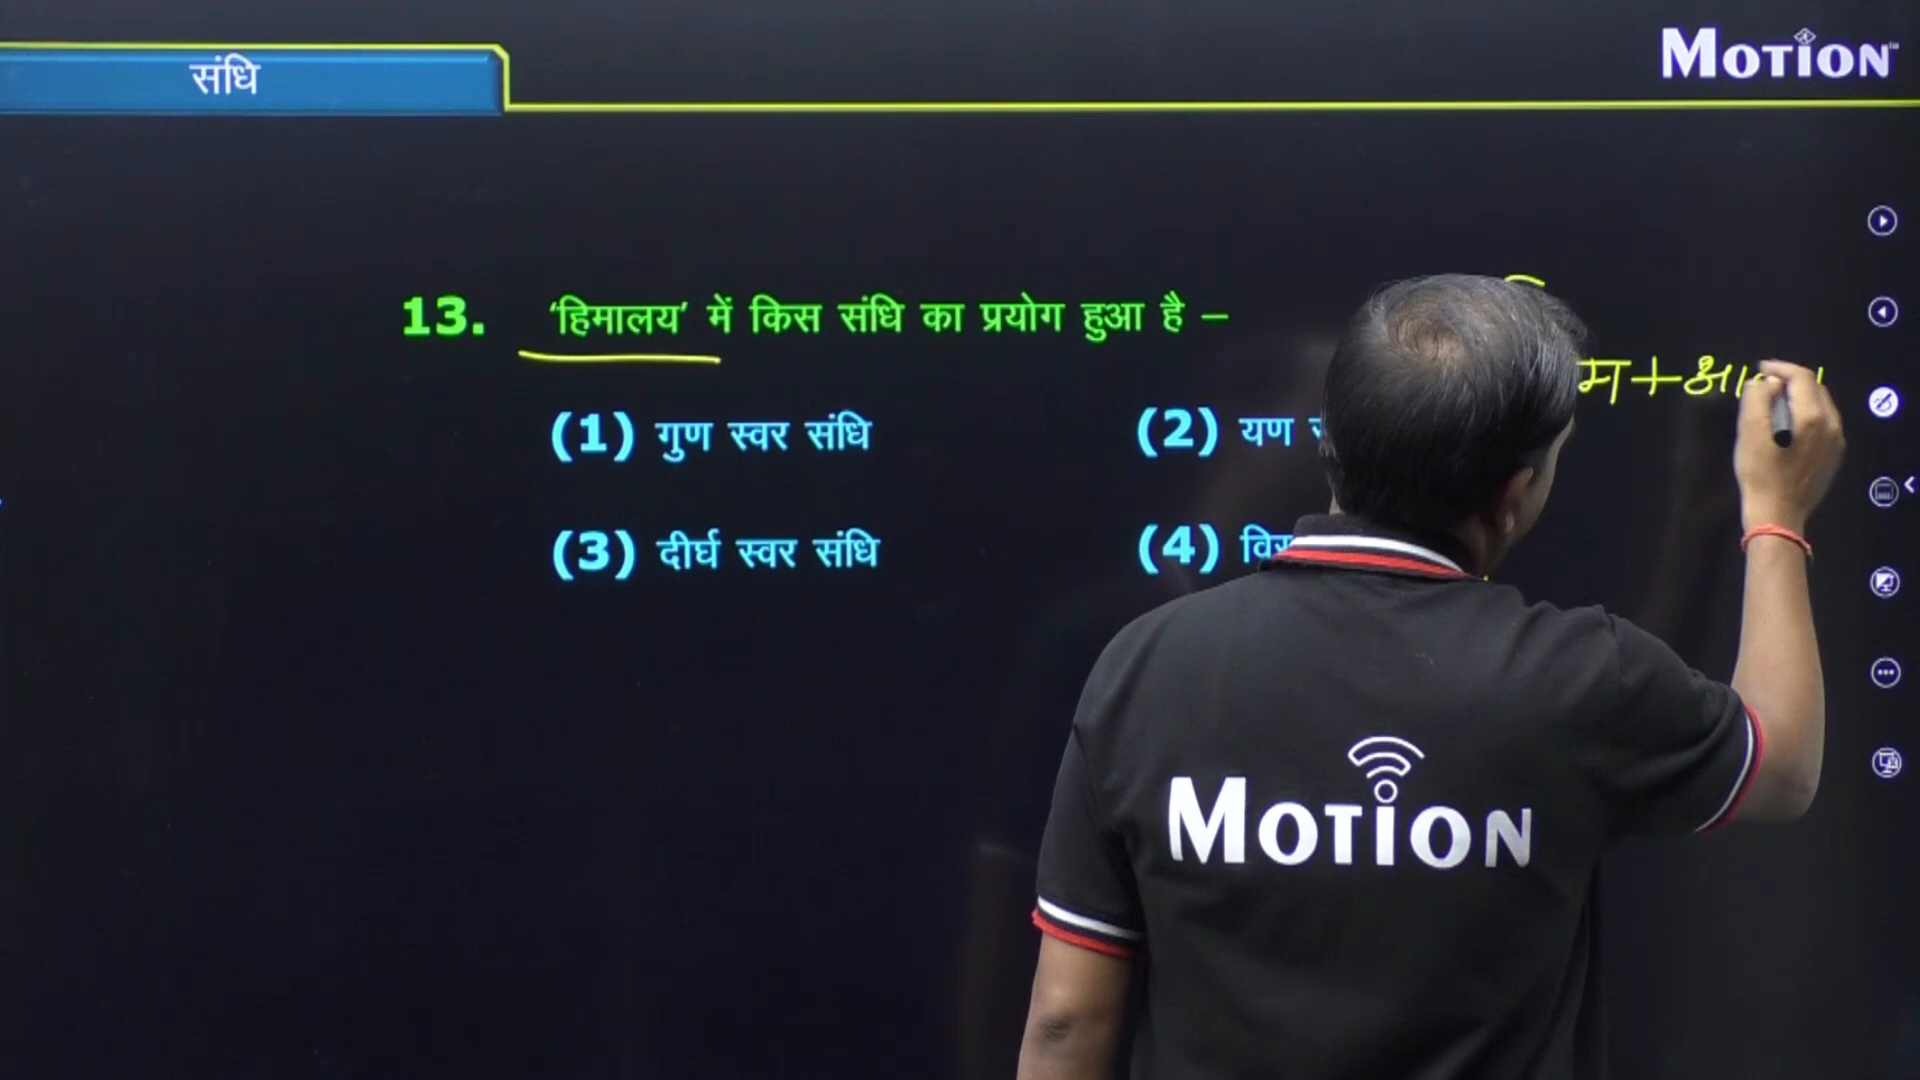 संधि
MOTION
13. ‘हिमालय’ में किस संधि का प्रयोग हुआ है –
म+आ
(1) गुण स्वर संधि
(2) यण
(3) दीर्घ स्वर संधि
(4)
MOTION